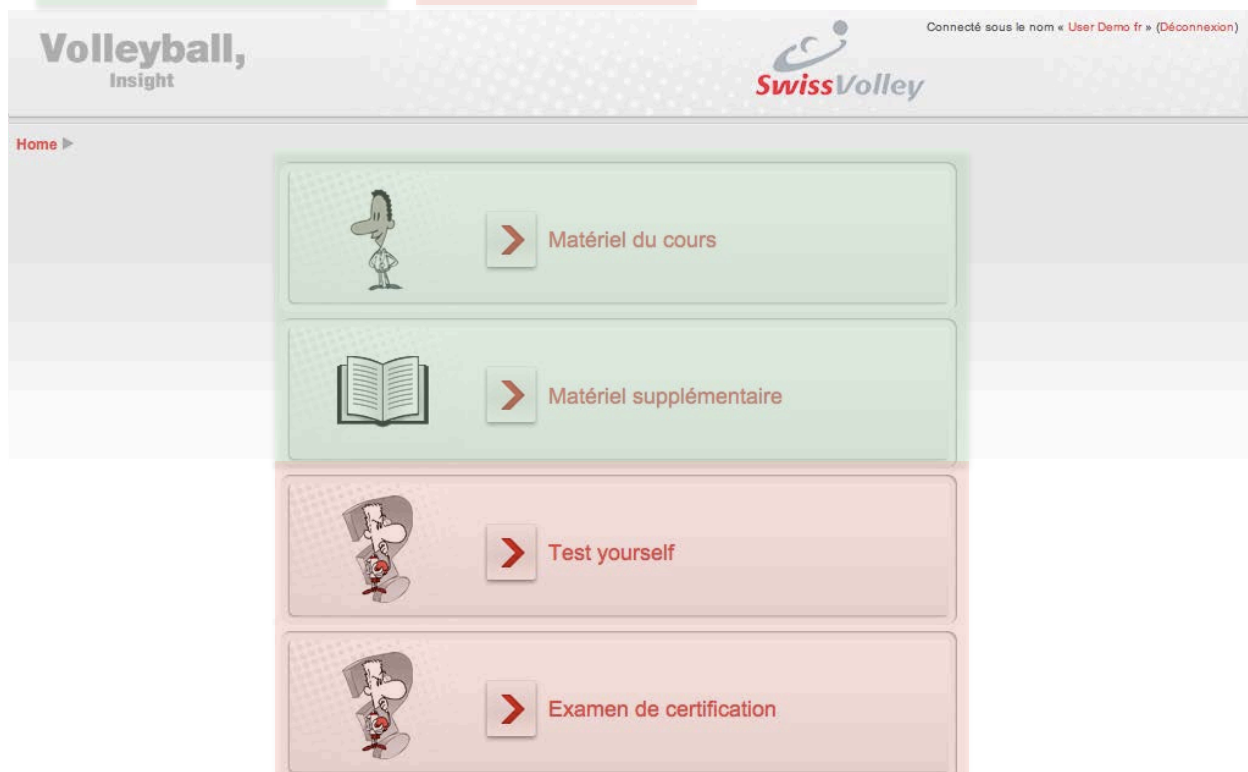 Volleyball,
Insight
SwissVolley
Connecté sous le nom « User Demo fr » (Déconnexion)
Home
Matériel du cours
Matériel supplémentaire
Test yourself
Examen de certification